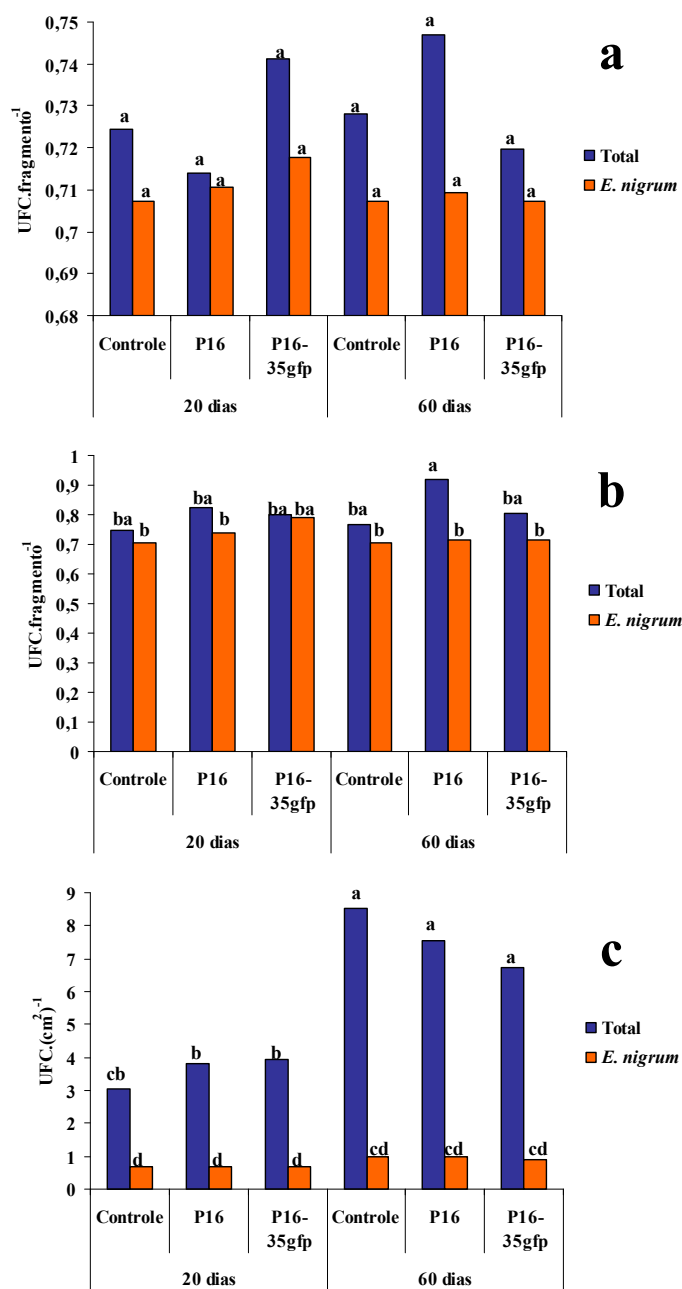 a
UFC.fragmento-1
0,75
0,74
0,73
0,72
0,71
0,7
0,69
0,68
a a a a a a a a a a a a
Total
E. nigrum
Controle P16 P16-35gfp Controle P16 P16-35gfp
20 dias 60 dias
b
UFC.fragmento-1
1
0,9
0,8
0,7
0,6
0,5
0,4
0,3
0,2
0,1
0
ba b ba b ba ba ba b a b ba b
Total
E. nigrum
Controle P16 P16-35gfp Controle P16 P16-35gfp
20 dias 60 dias
c
UFC.(cm2)-1
9
8
7
6
5
4
3
2
1
0
cb d b d b d a cd a cd a cd
Total
E. nigrum
Controle P16 P16-35gfp Controle P16 P16-35gfp
20 dias 60 dias